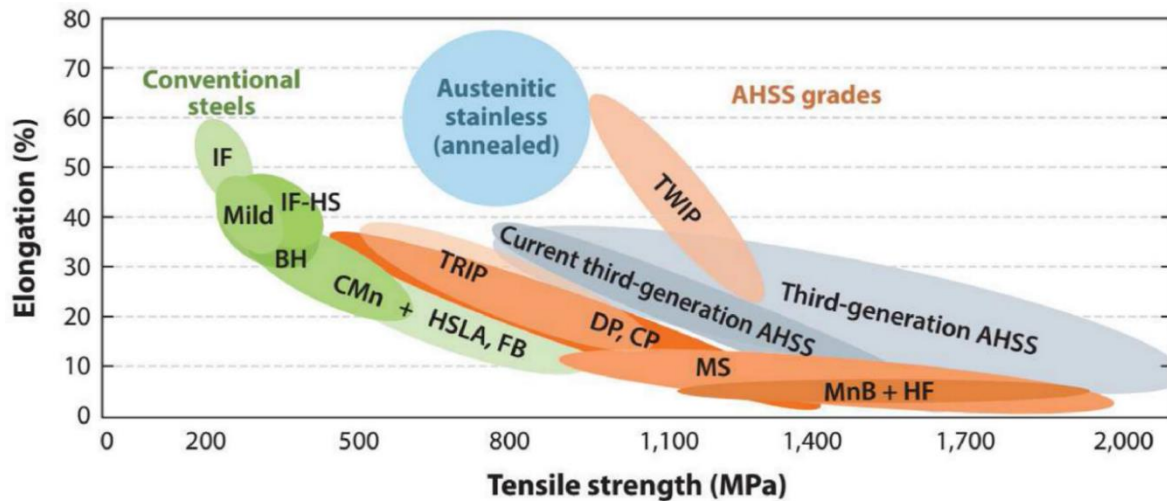 80
70
60
50
40
30
20
10
0
Elongation (%)
Conventional
steels
Austenitic
stainless
(annealed)
AHSS grades
IF
Mild
IF-HS
BH
CMn + HSLA, FB
TRIP
DP, CP
TWIP
Current third-generation AHSS
Third-generation AHSS
MS
MnB + HF
0 200 500 800 1,100 1,400 1,700 2,000
Tensile strength (MPa)